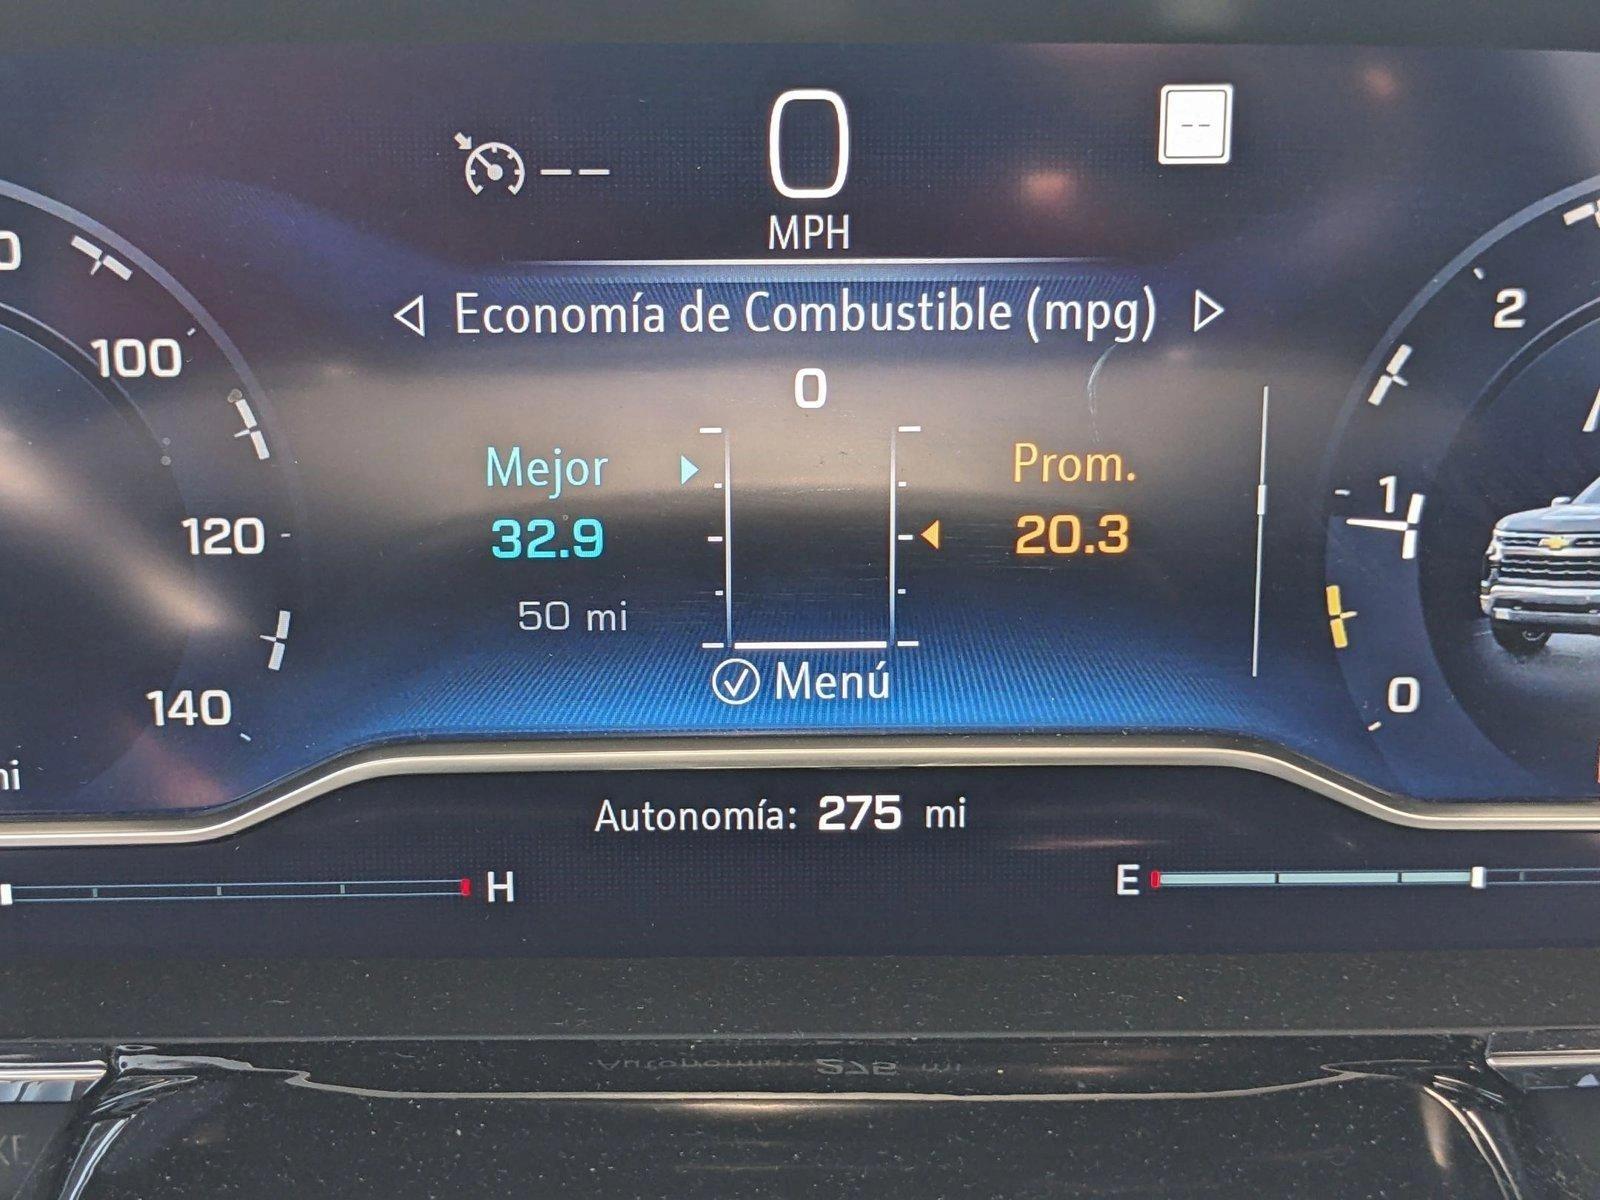 0
MPH
--
--
Economía de Combustible (mpg)
0
Mejor
32.9
50 mi
Prom.
20.3
Menú
100
120
140
2
1
0
Autonomía: 275 mi
H
E